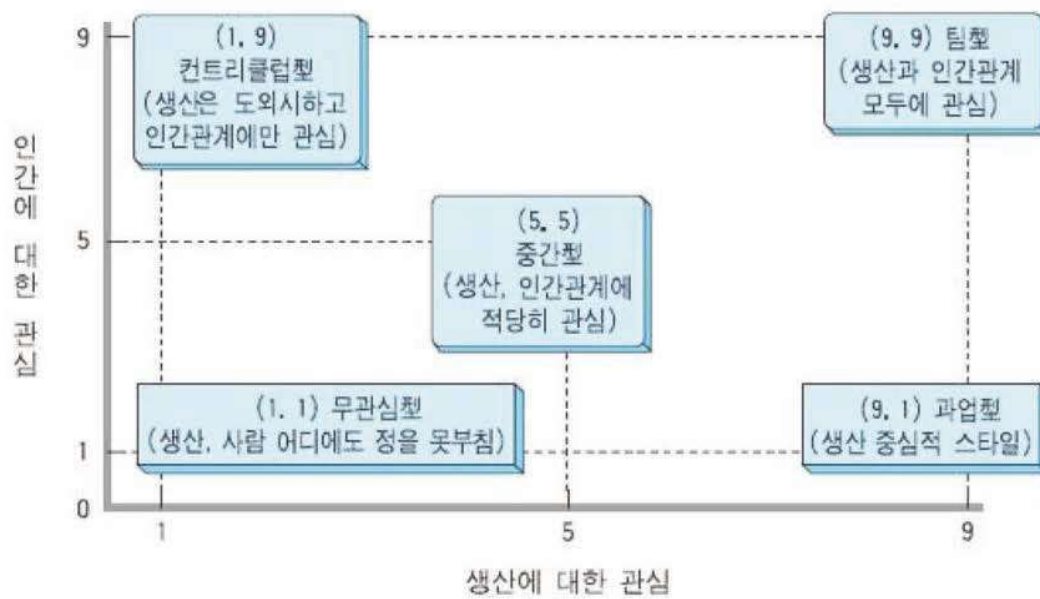 9
(1. 9)
컨트리클럽型
(생산은 도외시하고
인간관계에만 관심)
(9. 9) 팀型
(생산과 인간관계
모두에 관심)
인간에 대한 관심
5
(5. 5)
중간型
(생산, 인간관계에
적당히 관심)
1
(1. 1) 무관심型
(생산, 사람 어디에도 정을 못부침)
(9. 1) 과업型
(생산 중심적 스타일)
0
1
5
9
생산에 대한 관심